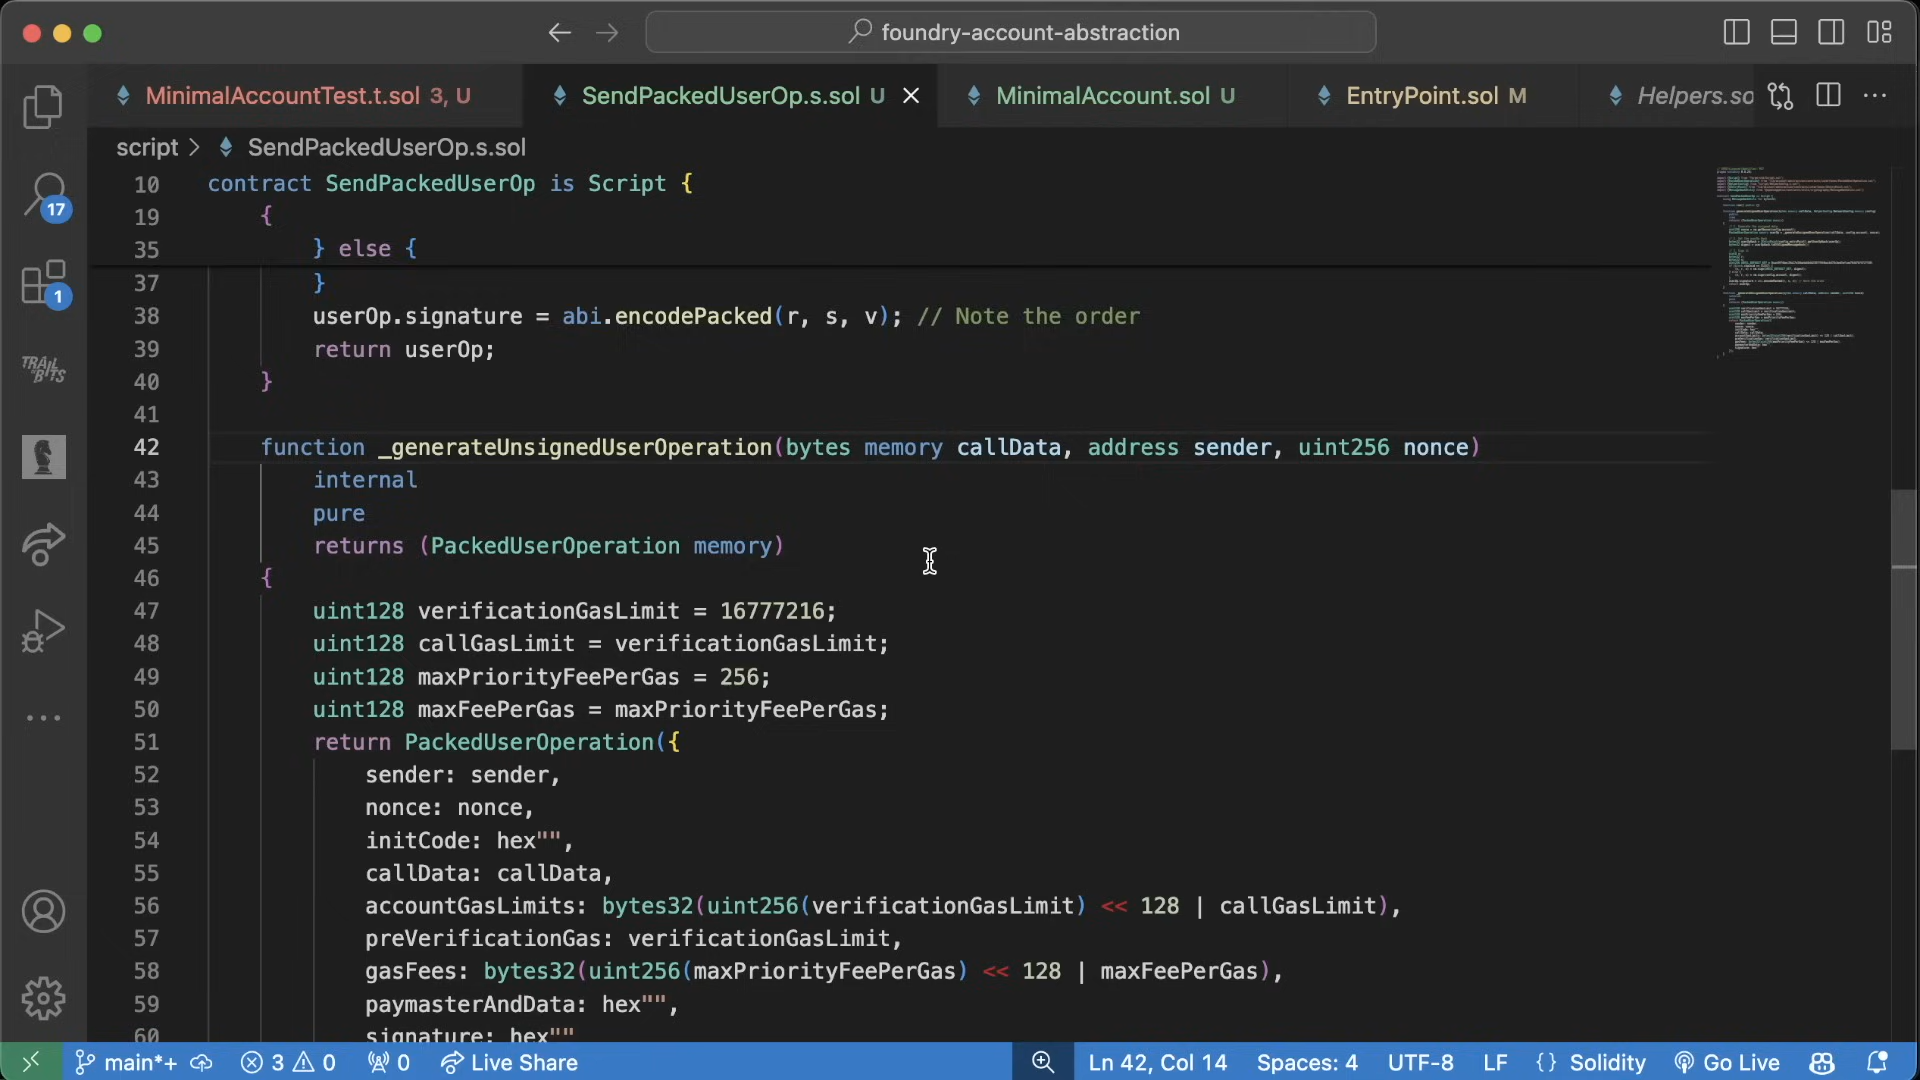 foundry-account-abstraction
MinimalAccountTest.t.sol 3, U
SendPackedUserOp.s.sol U
MinimalAccount.sol U
EntryPoint.sol M
Helpers.so
script > SendPackedUserOp.s.sol
10 contract SendPackedUserOp is Script {
19 {
35 } else {
37 }
38 userOp.signature = abi.encodePacked(r, s, v); // Note the order
39 return userOp;
40 }
41
42 function _generateUnsignedUserOperation(bytes memory callData, address sender, uint256 nonce)
43 internal
44 pure
45 returns (PackedUserOperation memory)
46 {
47 uint128 verificationGasLimit = 16777216;
48 uint128 callGasLimit = verificationGasLimit;
49 uint128 maxPriorityFeePerGas = 256;
50 uint128 maxFeePerGas = maxPriorityFeePerGas;
51 return PackedUserOperation({
52 sender: sender,
53 nonce: nonce,
54 initCode: hex"",
55 callData: callData,
56 accountGasLimits: bytes32(uint256(verificationGasLimit) << 128 | callGasLimit),
57 preVerificationGas: verificationGasLimit,
58 gasFees: bytes32(uint256(maxPriorityFeePerGas) << 128 | maxFeePerGas),
59 paymasterAndData: hex"",
60 signature: hex""
17
1
TRAIL OF BITS
main*+ 3 0 0 Live Share Ln 42, Col 14 Spaces: 4 UTF-8 LF {} Solidity Go Live